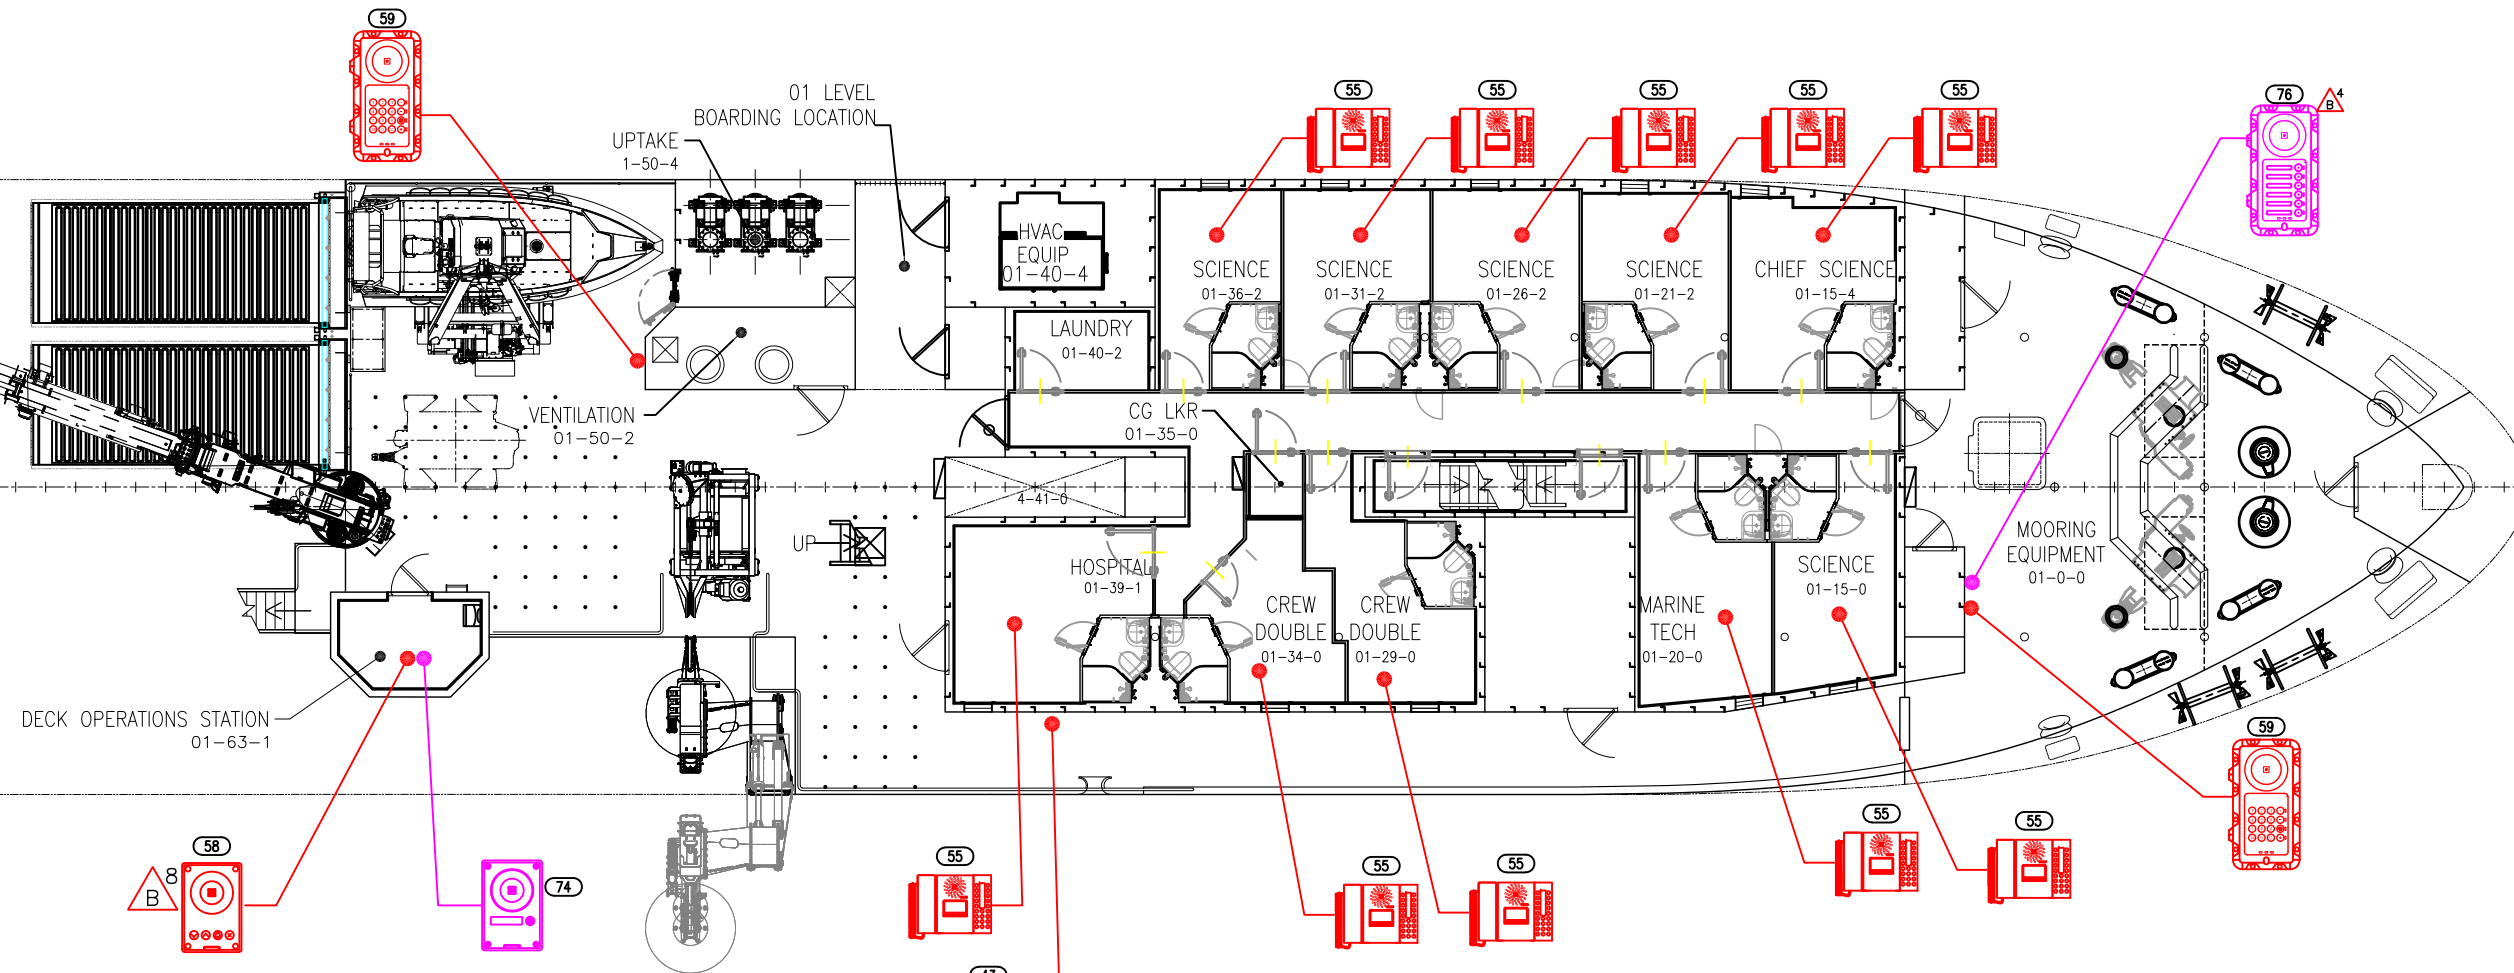 59
01 LEVEL
BOARDING LOCATION
UPTAKE
1-50-4
55
55
55
55
55
76
4
B
HVAC
EQUIP
01-40-4
SCIENCE
01-36-2
SCIENCE
01-31-2
SCIENCE
01-26-2
SCIENCE
01-21-2
CHIEF SCIENCE
01-15-4
LAUNDRY
01-40-2
VENTILATION
01-50-2
CG LKR
01-35-0
4-41-0
UP
HOSPITAL
01-39-1
CREW
DOUBLE
01-34-0
CREW
DOUBLE
01-29-0
MARINE
TECH
01-20-0
SCIENCE
01-15-0
MOORING
EQUIPMENT
01-0-0
DECK OPERATIONS STATION
01-63-1
59
58
8
B
74
55
55
55
55
55